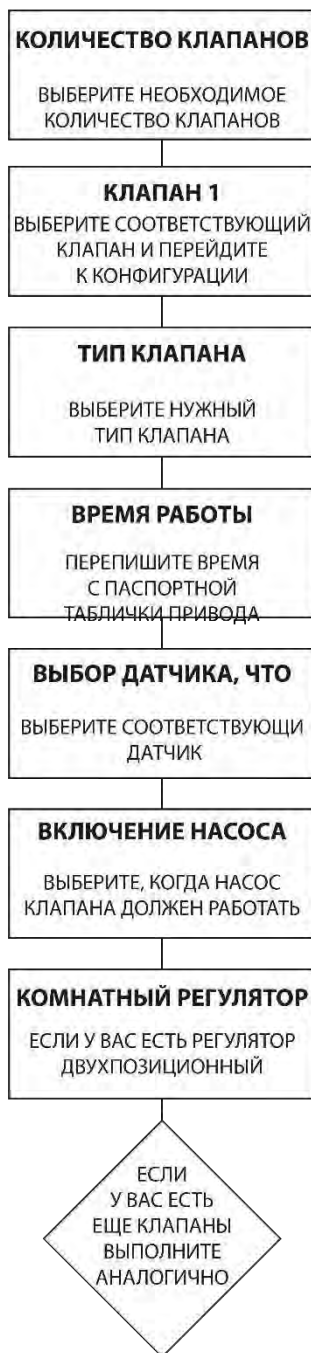 КОЛИЧЕСТВО КЛАПАНОВ
ВЫБЕРИТЕ НЕОБХОДИМОЕ
КОЛИЧЕСТВО КЛАПАНОВ
КЛАПАН 1
ВЫБЕРИТЕ СООТВЕТСТВУЮЩИЙ
КЛАПАН И ПЕРЕЙДИТЕ
К КОНФИГУРАЦИИ
ТИП КЛАПАНА
ВЫБЕРИТЕ НУЖНЫЙ
ТИП КЛАПАНА
ВРЕМЯ РАБОТЫ
ПЕРЕПИШИТЕ ВРЕМЯ
С ПАСПОРТНОЙ
ТАБЛИЧКИ ПРИВОДА
ВЫБОР ДАТЧИКА, ЧТО
ВЫБЕРИТЕ СООТВЕТСТВУЮЩИ
ДАТЧИК
ВКЛЮЧЕНИЕ НАСОСА
ВЫБЕРИТЕ, КОГДА НАСОС
КЛАПАНА ДОЛЖЕН РАБОТАТЬ
КОМНАТНЫЙ РЕГУЛЯТОР
ЕСЛИ У ВАС ЕСТЬ РЕГУЛЯТОР
ДВУХПОЗИЦИОННЫЙ
ЕСЛИ
У ВАС ЕСТЬ
ЕЩЕ КЛАПАНЫ
ВЫПОЛНИТЕ
АНАЛОГИЧНО